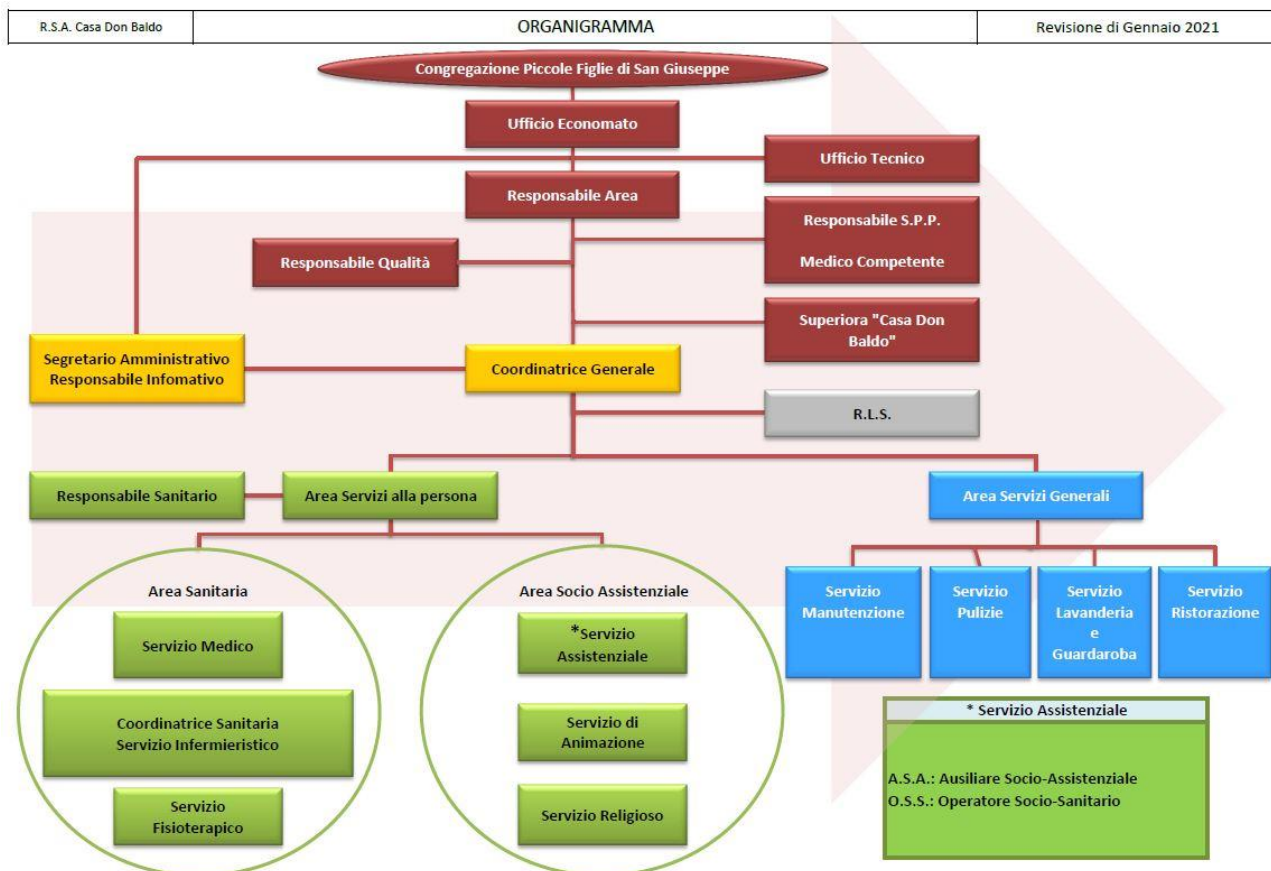 R.S.A. Casa Don Baldo
ORGANIGRAMMA
Revisione di Gennaio 2021
Congregazione Piccole Figlie di San Giuseppe
Ufficio Economato
Ufficio Tecnico
Responsabile Area
Responsabile S.P.P.
Medico Competente
Responsabile Qualità
Superiora "Casa Don
Baldo"
Segretario Amministrativo
Responsabile Infomativo
Coordinatrice Generale
R.L.S.
Responsabile Sanitario
Area Servizi alla persona
Area Servizi Generali
Area Sanitaria
Servizio Medico
Coordinatrice Sanitaria
Servizio Infermieristico
Servizio
Fisioterapico
Area Socio Assistenziale
*Servizio
Assistenziale
Servizio di
Animazione
Servizio Religioso
Servizio
Manutenzione
Servizio
Pulizie
Servizio
Lavanderia
e
Guardaroba
Servizio
Ristorazione
* Servizio Assistenziale
A.S.A.: Ausiliare Socio-Assistenziale
O.S.S.: Operatore Socio-Sanitario